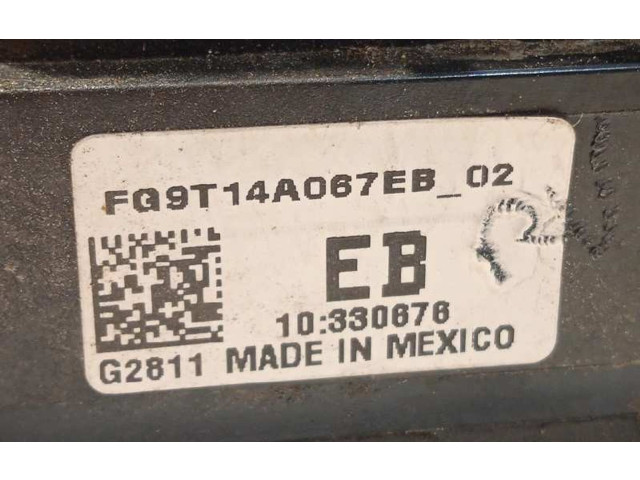 FG9T14A067EB_02
EB
10:330676
G2811 MADE IN MEXICO